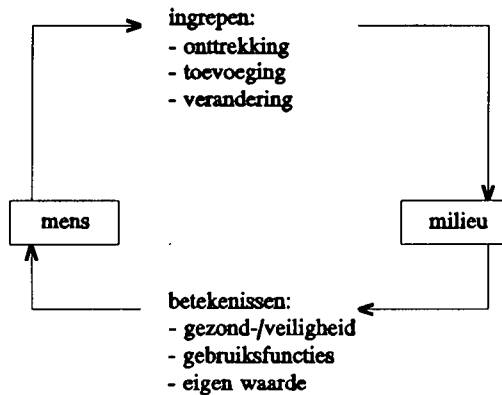 ingrepen:
- onttrekking
- toevoeging
- verandering
mens
milieu
betekenissen:
- gezond-/veiligheid
- gebruiksfuncties
- eigen waarde